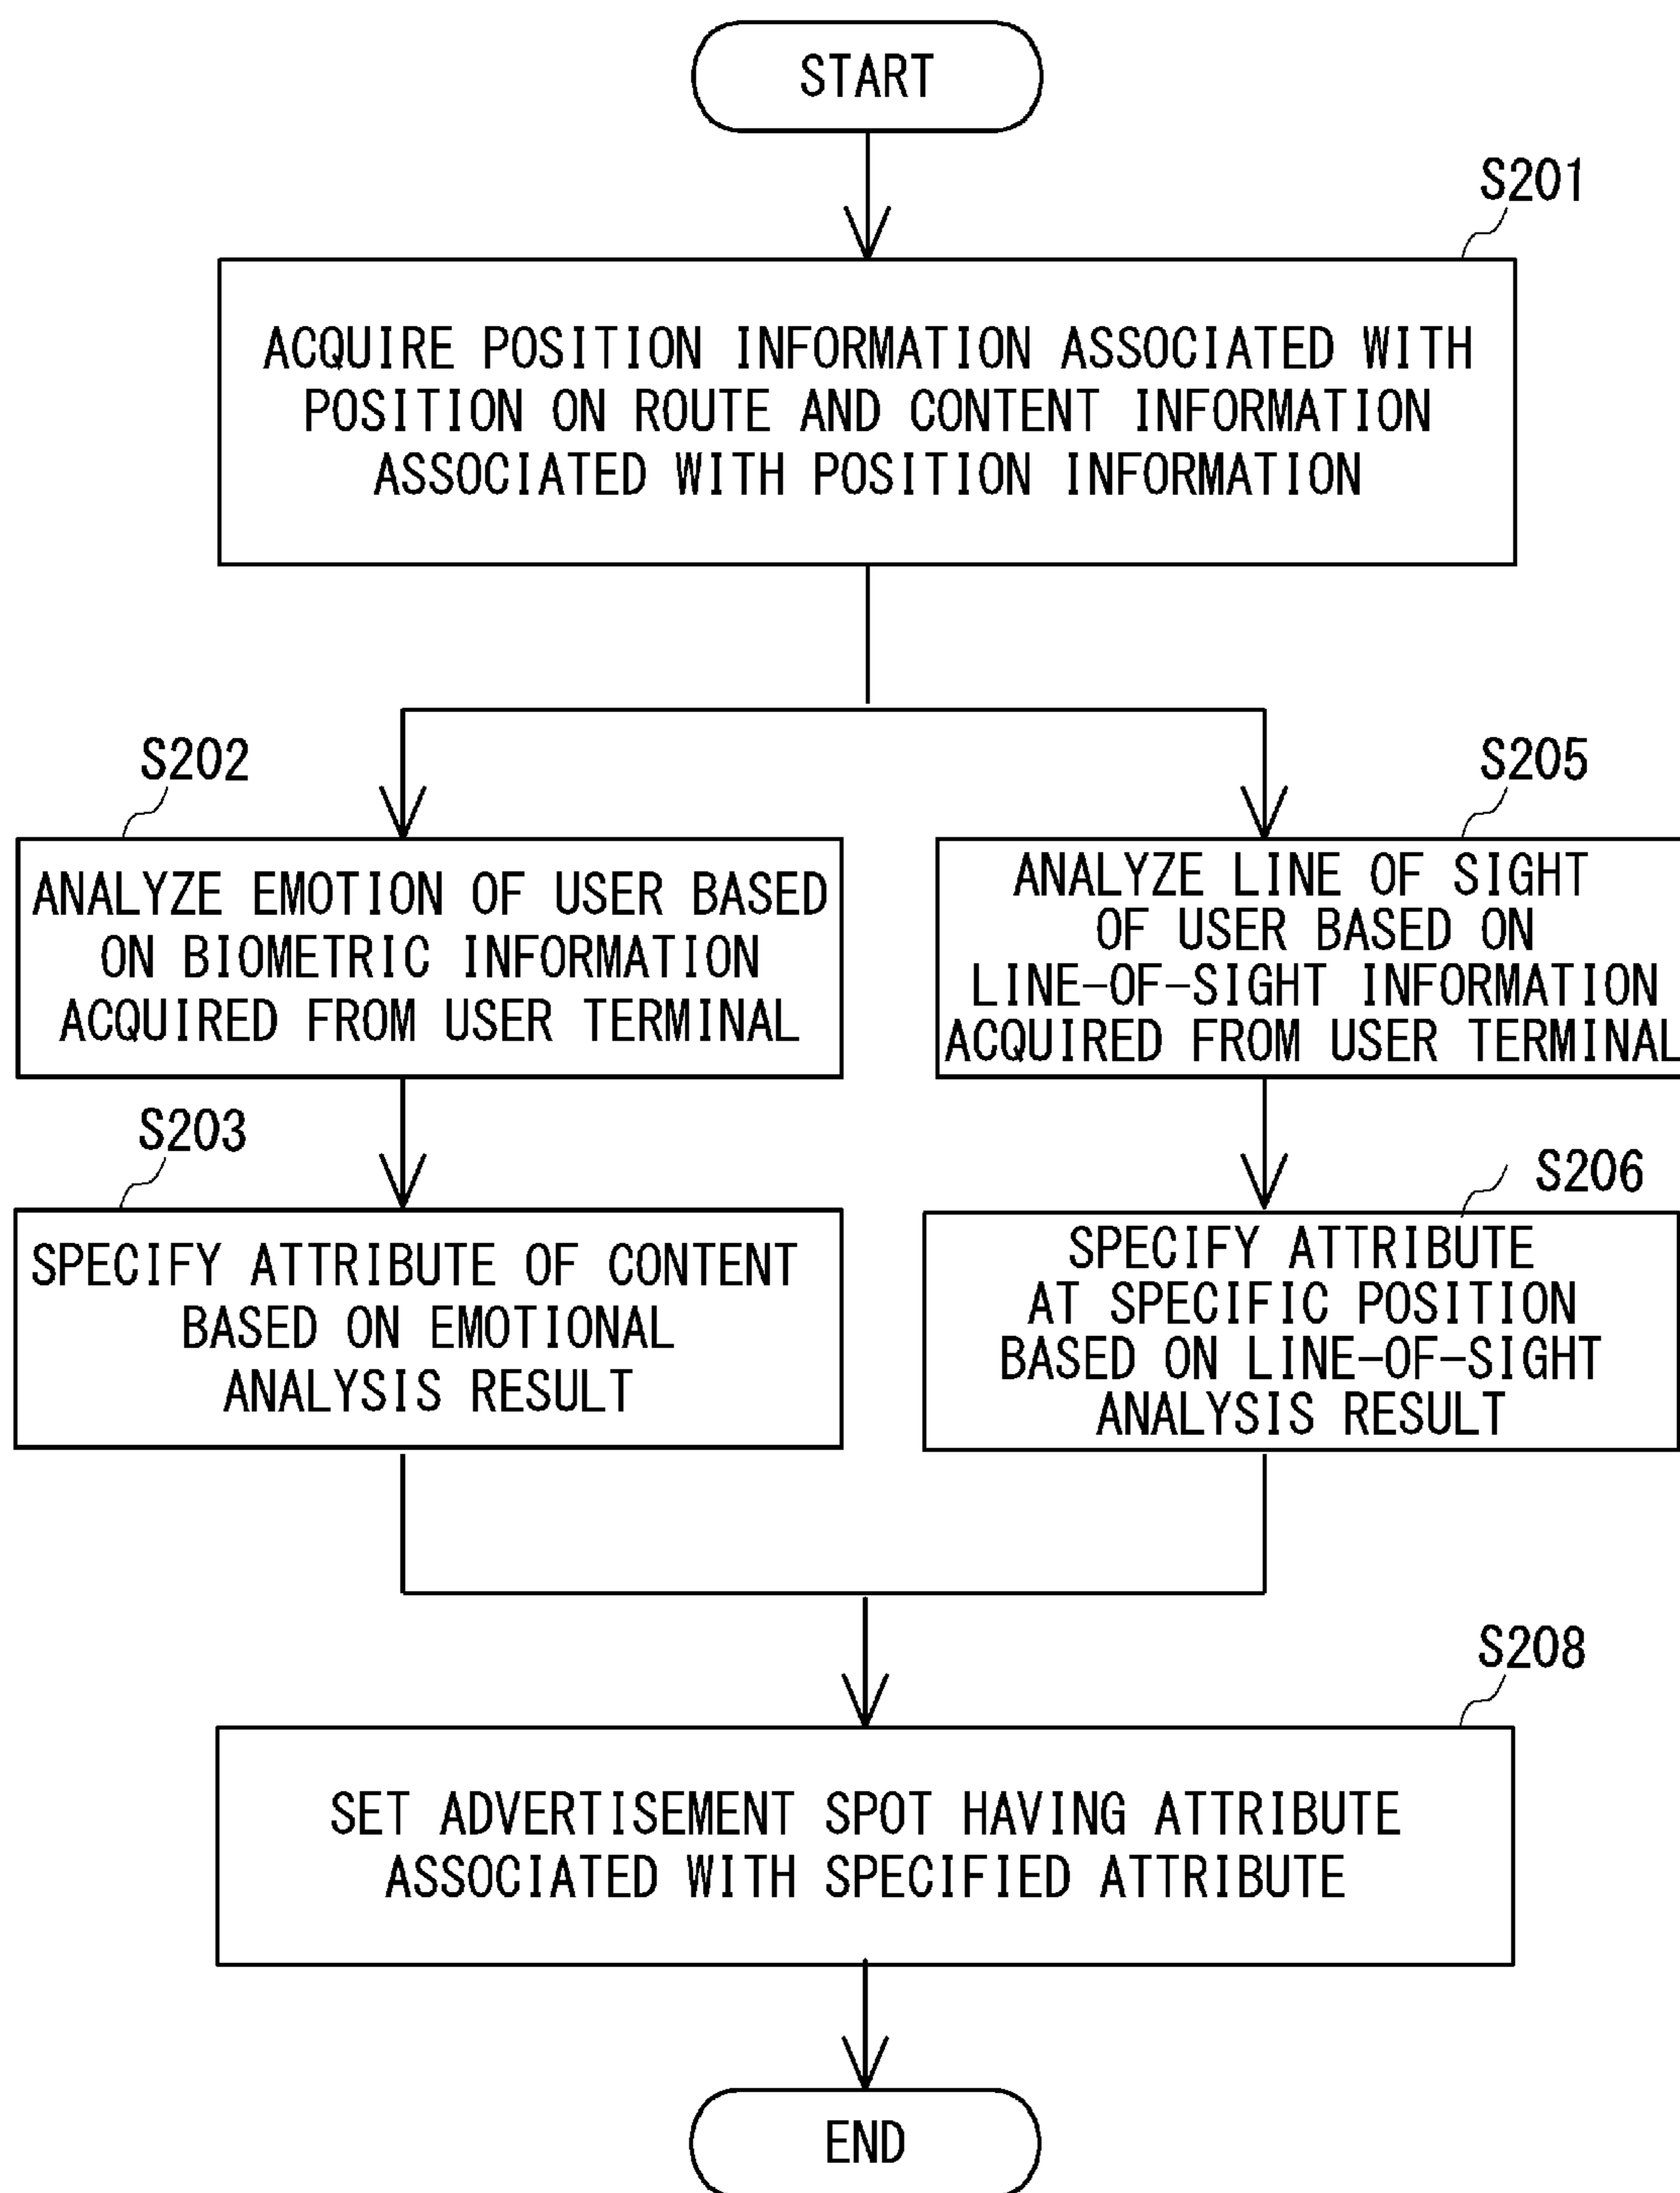 START
S201
ACQUIRE POSITION INFORMATION ASSOCIATED WITH
POSITION ON ROUTE AND CONTENT INFORMATION
ASSOCIATED WITH POSITION INFORMATION
S202
ANALYZE EMOTION OF USER BASED
ON BIOMETRIC INFORMATION
ACQUIRED FROM USER TERMINAL
S203
SPECIFY ATTRIBUTE OF CONTENT
BASED ON EMOTIONAL
ANALYSIS RESULT
S205
ANALYZE LINE OF SIGHT
OF USER BASED ON
LINE-OF-SIGHT INFORMATION
ACQUIRED FROM USER TERMINAL
S206
SPECIFY ATTRIBUTE
AT SPECIFIC POSITION
BASED ON LINE-OF-SIGHT
ANALYSIS RESULT
S208
SET ADVERTISEMENT SPOT HAVING ATTRIBUTE
ASSOCIATED WITH SPECIFIED ATTRIBUTE
END